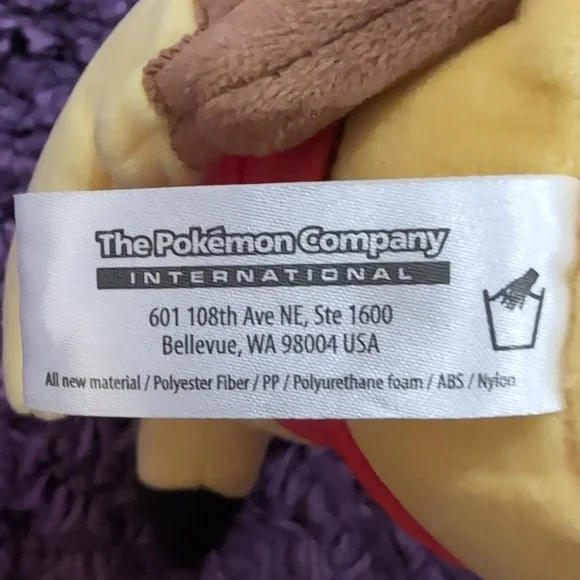 The Pokémon Company
INTERNATIONAL
601 108th Ave NE, Ste 1600
Bellevue, WA 98004 USA
All new material / Polyester Fiber / PP / Polyurethane foam / ABS / Nylon